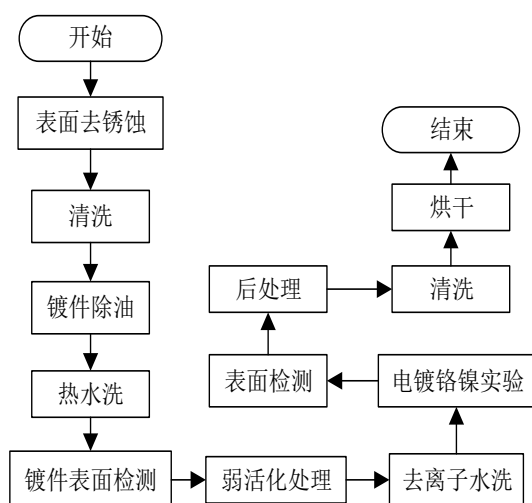 开始
表面去锈蚀
清洗
镀件除油
热水洗
镀件表面检测
弱活化处理
去离子水洗
电镀铬镍实验
表面检测
后处理
清洗
烘干
结束